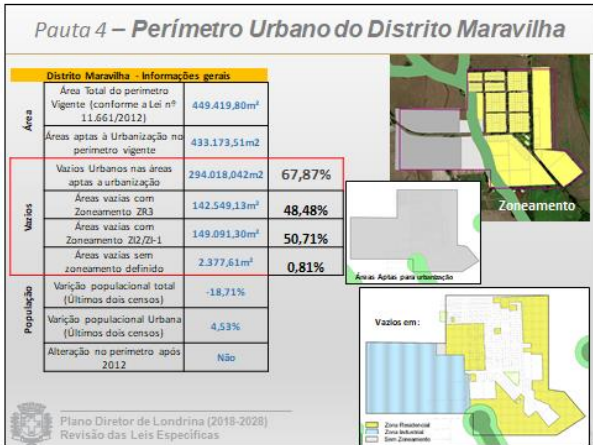 Pauta 4 – Perímetro Urbano do Distrito Maravilha
Distrito Maravilha - Informações gerais
Área
Área Total do perimetro
Vigente (conforme a Lei nº
11.661/2012)
449.419,80m²
Áreas aptas à Urbanização no
perimetro vigente
433.173,51m2
Vazios
Vazios Urbanos nas áreas
aptas a urbanização
294.018,042m2
67,87%
Áreas vazias com
Zoneamento ZR3
142.549,13m²
48,48%
Áreas vazias com
Zoneamento ZI2/ZI-1
149.091,30m²
50,71%
Áreas vazias sem
zoneamento definido
2.377,61m²
0,81%
População
Varição populacional total
(Últimos dois censos)
-18,71%
Varição populacional Urbana
(Últimos dois censos)
4,53%
Alteração no perimetro após
2012
Não
Zoneamento
Áreas Aptas para urbanização
Vazios em:
Zona Residencial
Zona Industrial
Sem Zoneamento
Plano Diretor de Londrina (2018-2028)
Revisão das Leis Específicas